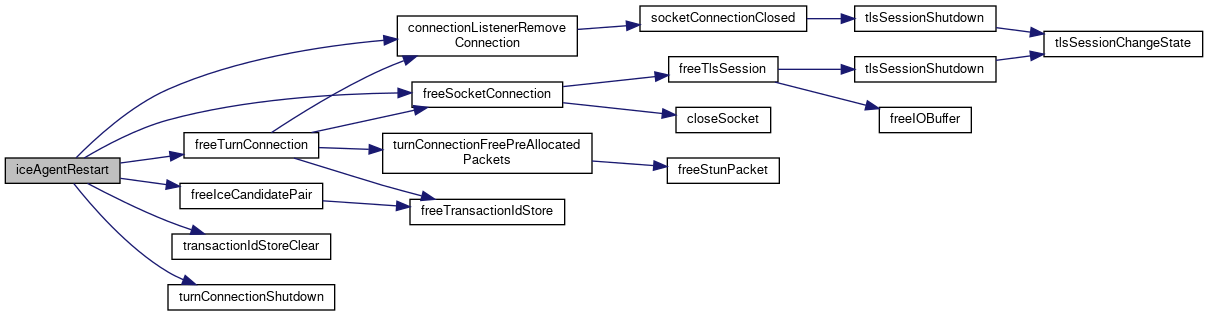 iceAgentRestart
connectionListenerRemove
Connection
socketConnectionClosed
tlsSessionShutdown
tlsSessionChangeState
freeSocketConnection
freeTlsSession
tlsSessionShutdown
freeIOBuffer
closeSocket
freeTurnConnection
turnConnectionFreePreAllocated
Packets
freeStunPacket
freeIceCandidatePair
freeTransactionIdStore
transactionIdStoreClear
turnConnectionShutdown